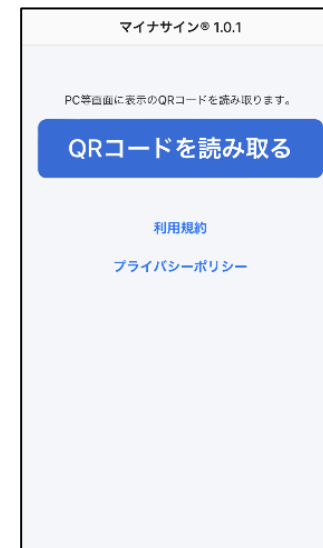 マイナサイン® 1.0.1
PC等画面に表示のQRコードを読み取ります。
QRコードを読み取る
利用規約
プライバシーポリシー